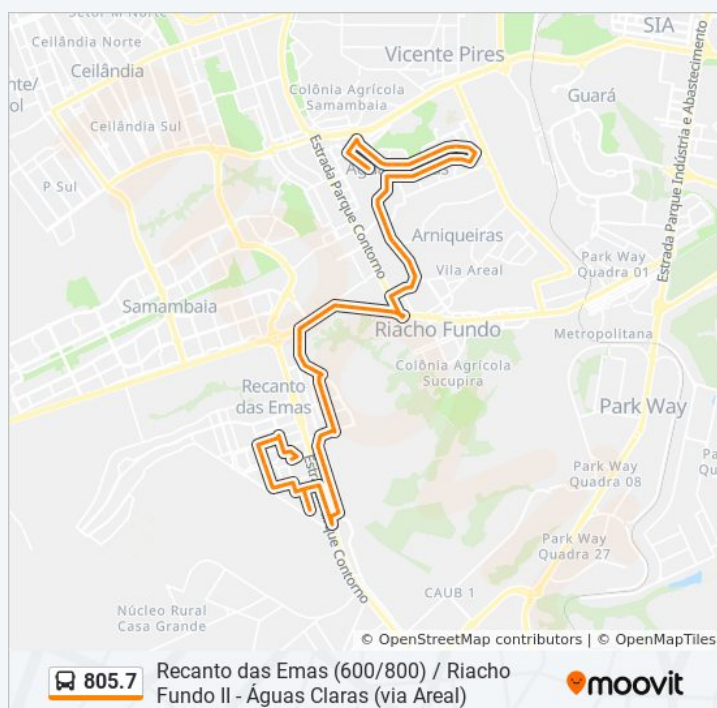 Setor M Norte
SIA
Ceilândia Norte
Vicente Pires
Ceilândia
Colônia Agrícola
Samambaia
Guará
Ceilândia Sul
Estrada Parque Indústria e Abastecimento
Estrada Parque Contorno
P Sul
Arniqueiras
Vila Areal
Park Way
Quadra 01
Samambaia
Riacho Fundo
Metropolitana
Colônia Agrícola
Sucupira
Recanto
das Emas
Park Way
Park Way
Quadra 08
Park Way
Quadra 27
que Contorno
CAUB 1
Núcleo Rural
Casa Grande
© OpenStreetMap contributors | © OpenMapTiles
805.7
Recanto das Emas (600/800) / Riacho
Fundo II - Águas Claras (via Areal)
moovit